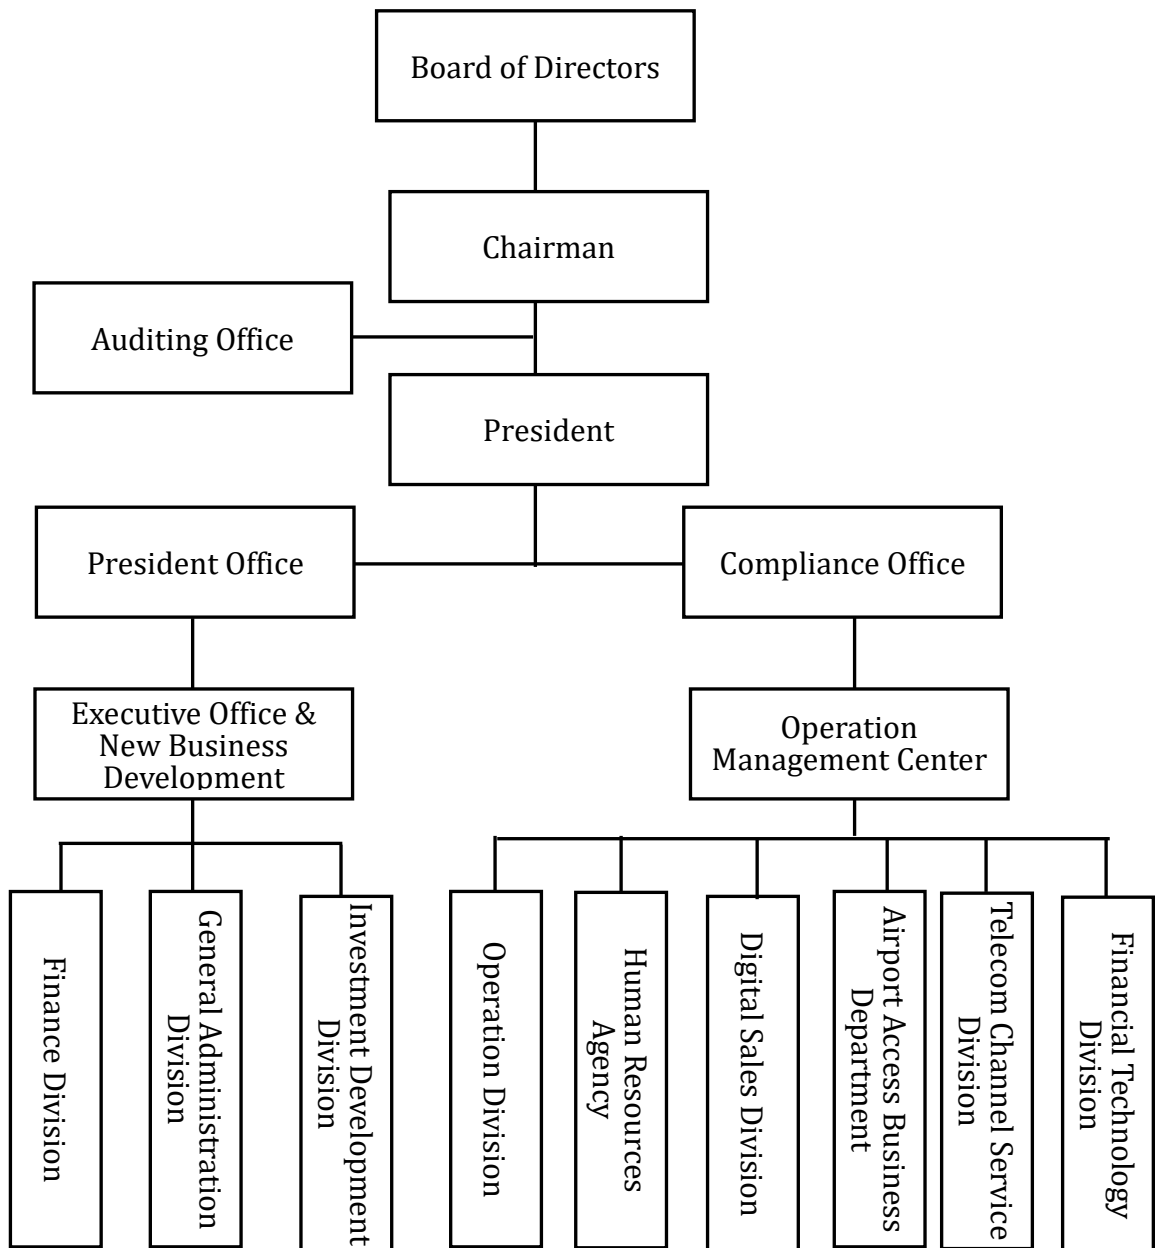 Board of Directors
Chairman
Auditing Office
President
President Office
Compliance Office
Executive Office &
New Business
Development
Operation
Management Center
Finance Division
General Administration
Division
Investment Development
Division
Operation Division
Human Resources
Agency
Digital Sales Division
Airport Access Business
Department
Telecom Channel Service
Division
Financial Technology
Division